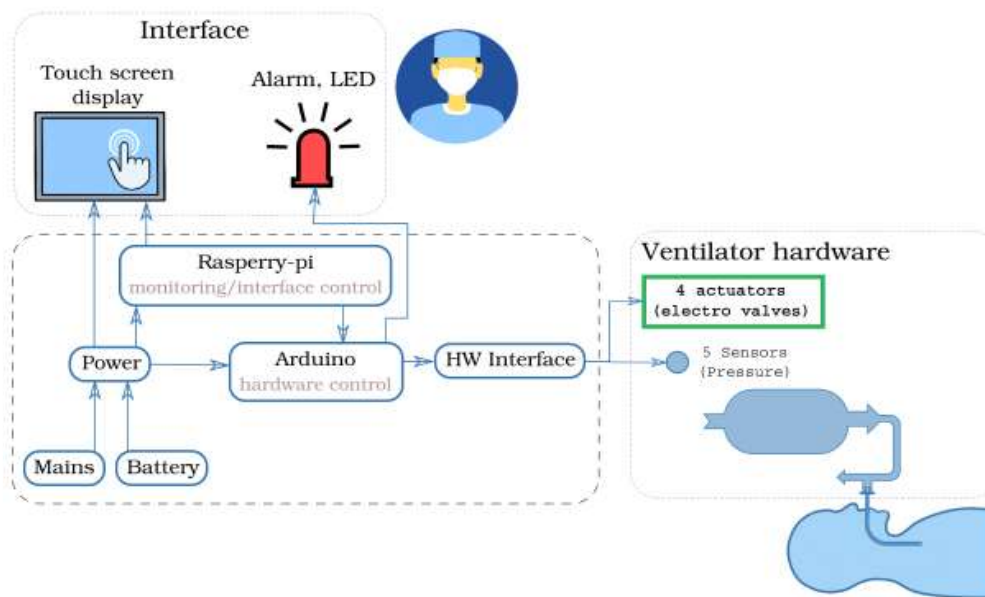 Interface
Touch screen
display
Alarm, LED
Rasperry-pi
monitoring/interface control
Power
Arduino
hardware control
HW Interface
Mains
Battery
Ventilator hardware
4 actuators
(electro valves)
5 Sensors
(Pressure)